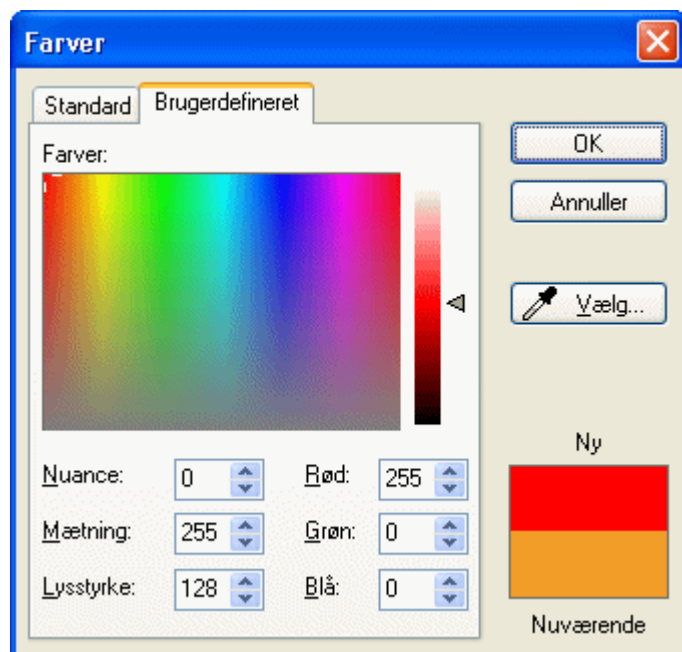 Farver
Standard
Brugerdefineret
Farver:
OK
Annuller
Vælg...
Nuance: 0
Rød: 255
Mætning: 255
Grøn: 0
Lysstyrke: 128
Blå: 0
Ny
Nuværende